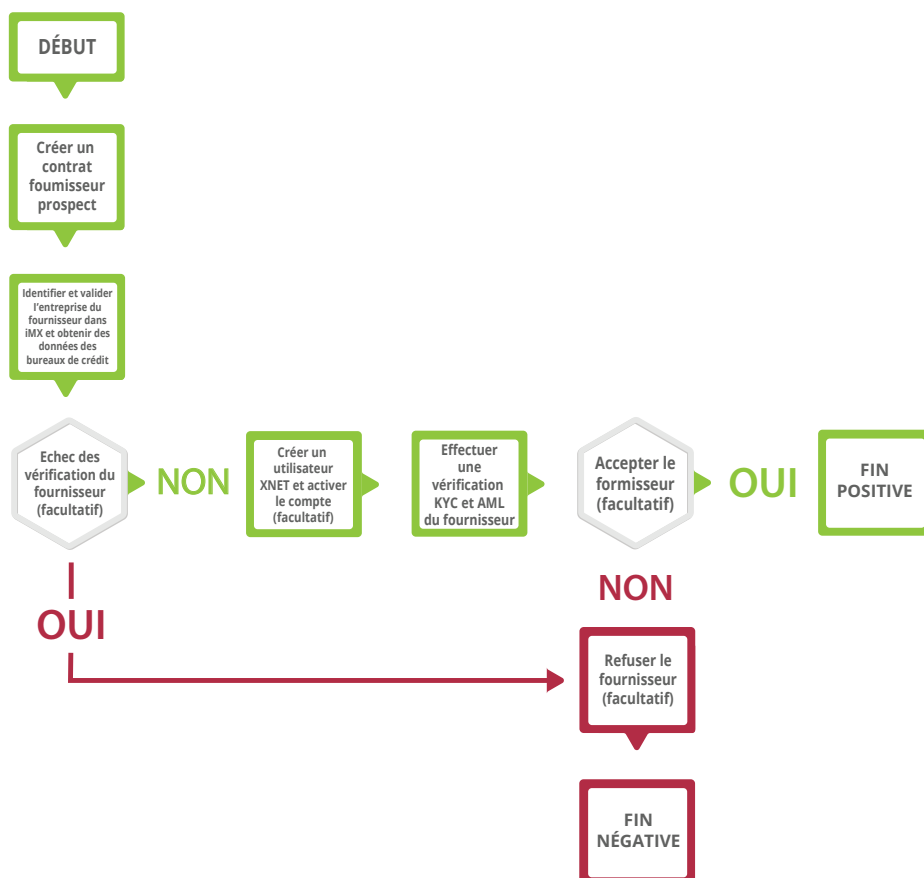 DÉBUT
Créer un
contrat
foumisseur
prospect
Identifier et valider
l'entreprise du
fournisseur dans
iMX et obtenir des
données des
bureaux de crédit
Echec des
vérification du
fournisseur
(facultatif)
NON
Créer un
utilisateur
XNET et activer
le compte
(facultatif)
Effectuer
une
vérification
KYC et AML
du fournisseur
Accepter le
formisseur
(facultatif)
OUI
FIN
POSITIVE
OUI
NON
Refuser le
fournisseur
(facultatif)
FIN
NÉGATIVE